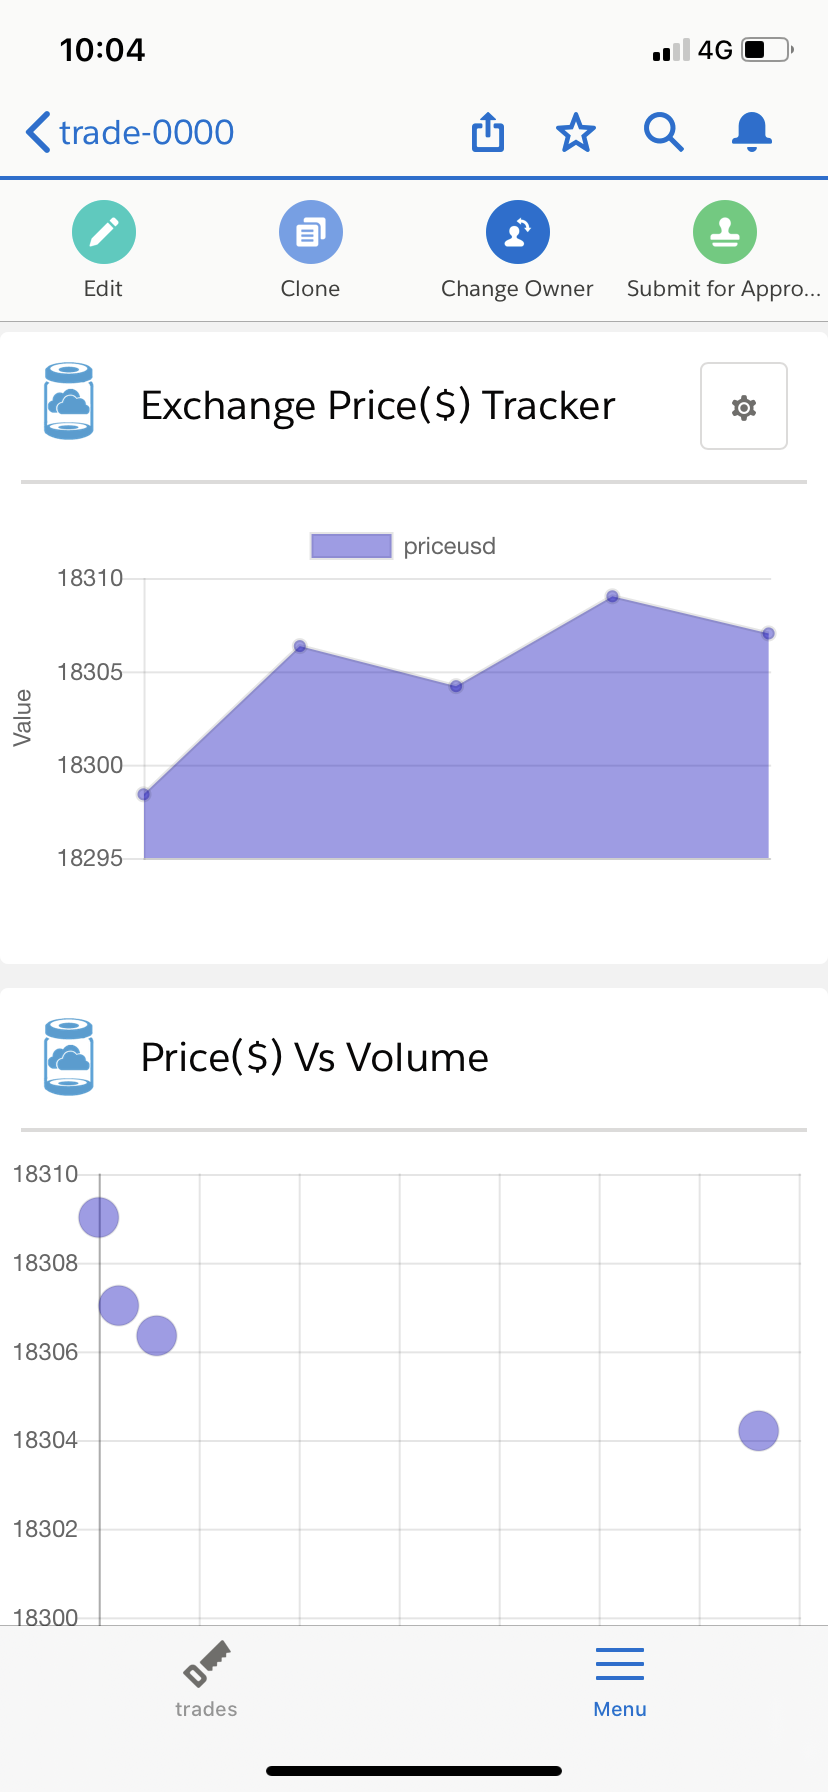 10:04 4G
trade-0000
Edit Clone Change Owner Submit for Appro...
Exchange Price($) Tracker
priceusd
18310
18305
Value
18300
18295
Price($) Vs Volume
18310
18308
18306
18304
18302
18300
trades Menu